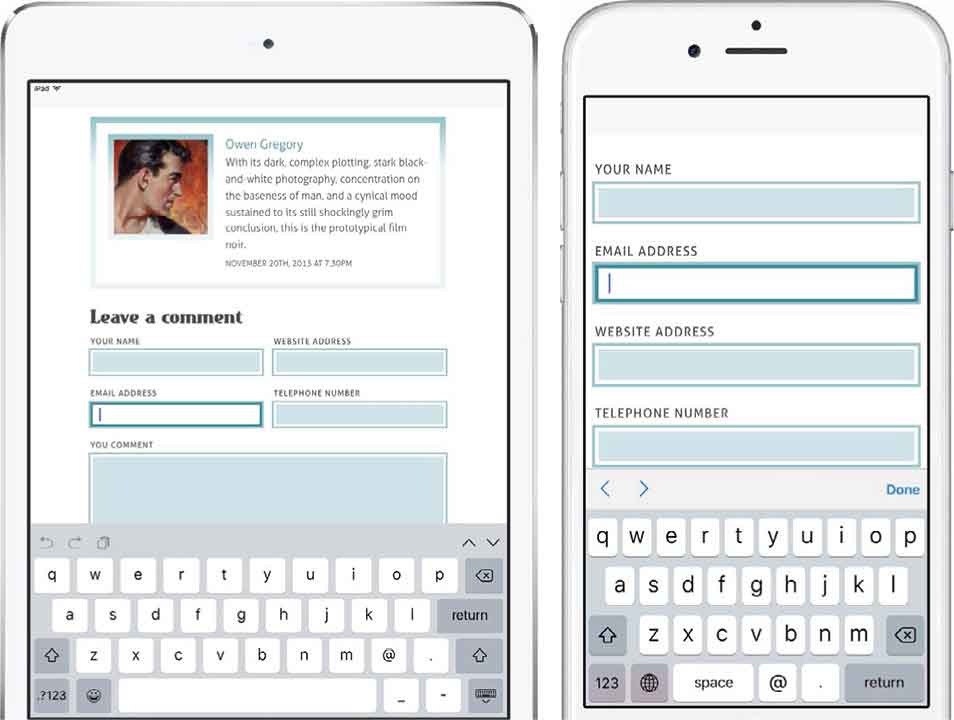 iPad
Owen Gregory
With its dark, complex plotting, stark black-
and-white photography, concentration on
the baseness of man, and a cynical mood
sustained to its still shockingly grim
conclusion, this is the prototypical film
noir.
NOVEMBER 20TH, 2015 AT 7.30PM
Leave a comment
YOUR NAME WEBSITE ADDRESS
EMAIL ADDRESS TELEPHONE NUMBER
YOU COMMENT
q w e r t y u i o p
a s d f g h j k l return
z x c v b n m @ .
.?123 _ -
YOUR NAME
EMAIL ADDRESS
WEBSITE ADDRESS
TELEPHONE NUMBER
Done
q w e r t y u i o p
a s d f g h j k l
z x c v b n m
123 space @ . return